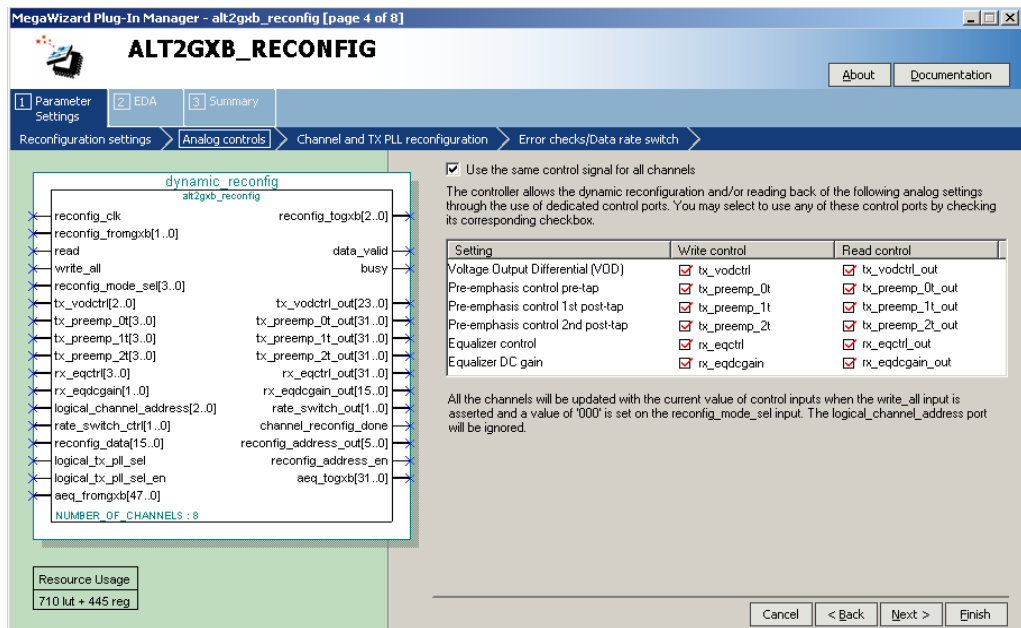 MegaWizard Plug-In Manager - alt2gxb_reconfig [page 4 of 8]
ALT2GXB_RECONFIG
About
Documentation
1 Parameter Settings
2 EDA
3 Summary
Reconfiguration settings
Analog controls
Channel and TX PLL reconfiguration
Error checks/Data rate switch
dynamic_reconfig
alt2gxb_reconfig
reconfig_clk reconfig_togxb[2..0]
reconfig_fromgxb[1..0]
read data_valid
write_all busy
reconfig_mode_sel[3..0]
tx_vodctrl[2..0] tx_vodctrl_out[23..0]
tx_preemp_0t[3..0] tx_preemp_0t_out[31..0]
tx_preemp_1t[3..0] tx_preemp_1t_out[31..0]
tx_preemp_2t[3..0] tx_preemp_2t_out[31..0]
rx_eqctrl[3..0] rx_eqctrl_out[31..0]
rx_eqdcgain[1..0] rx_eqdcgain_out[15..0]
logical_channel_address[2..0] rate_switch_out[1..0]
rate_switch_ctrl[1..0] channel_reconfig_done
reconfig_data[15..0] reconfig_address_out[5..0]
logical_tx_pll_sel reconfig_address_en
logical_tx_pll_sel_en aeq_togxb[31..0]
aeq_fromgxb[47..0]
NUMBER_OF_CHANNELS : 8
Resource Usage
710 lut + 445 reg
Use the same control signal for all channels
The controller allows the dynamic reconfiguration and/or reading back of the following analog settings
through the use of dedicated control ports. You may select to use any of these control ports by checking
its corresponding checkbox.
Setting Write control Read control
Voltage Output Differential (VOD) tx_vodctrl tx_vodctrl_out
Pre-emphasis control pre-tap tx_preemp_0t tx_preemp_0t_out
Pre-emphasis control 1st post-tap tx_preemp_1t tx_preemp_1t_out
Pre-emphasis control 2nd post-tap tx_preemp_2t tx_preemp_2t_out
Equalizer control rx_eqctrl rx_eqctrl_out
Equalizer DC gain rx_eqdcgain rx_eqdcgain_out
All the channels will be updated with the current value of control inputs when the write_all input is
asserted and a value of '000' is set on the reconfig_mode_sel input. The logical_channel_address port
will be ignored.
Cancel
< Back
Next >
Finish